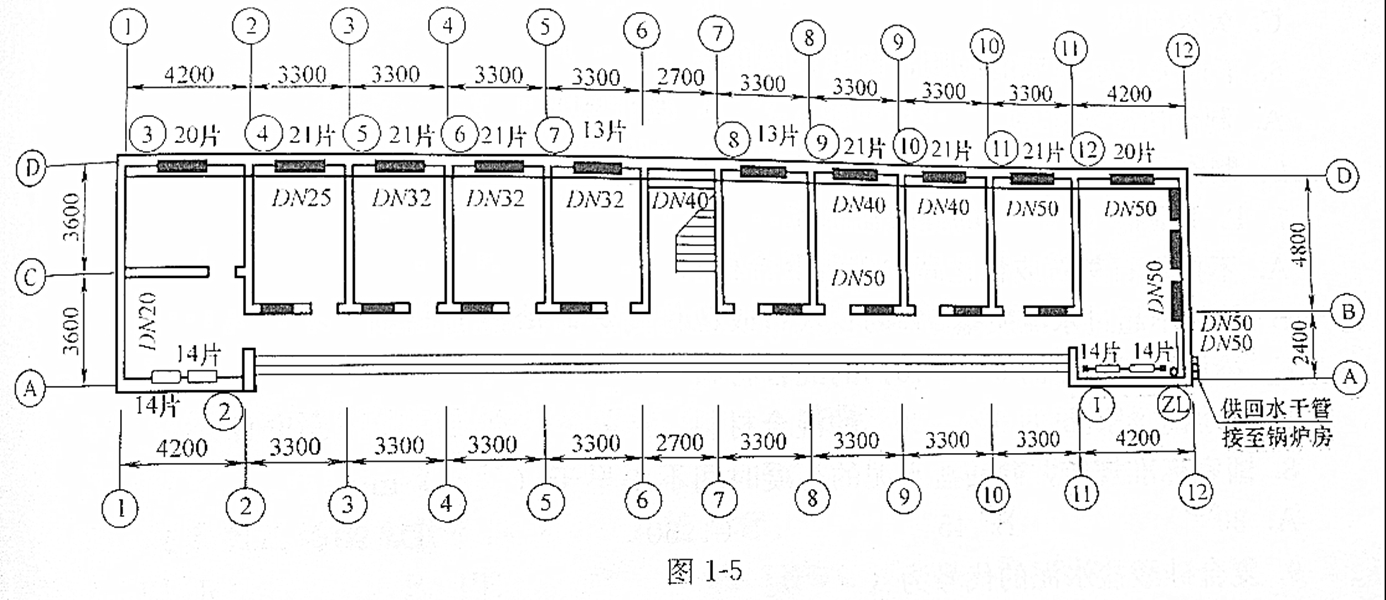 1 2 3 4 5 6 7 8 9 10 11 12
4200 3300 3300 3300 3300 2700 3300 3300 3300 3300 4200
3 20片 4 21片 5 21片 6 21片 7 13片 8 13片 9 21片 10 21片 11 21片 12 20片
D D
DN25 DN32 DN32 DN32 DN40 DN40 DN40 DN50 DN50
3600 4800
C DN50 DN50
B
3600 DN20 DN50 2400
DN50
14片 14片 14片
A A
14片 2 1 ZL 供回水干管
接至锅炉房
4200 3300 3300 3300 3300 2700 3300 3300 3300 3300 4200
1 2 3 4 5 6 7 8 9 10 11 12
图 1-5